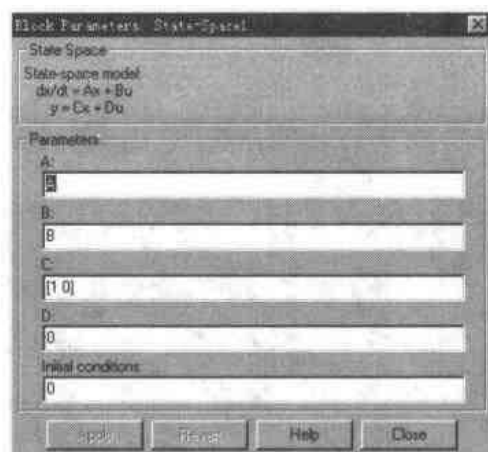 Block Parameters: State-Space1
State Space
State-space model:
dx/dt = Ax + Bu
y = Cx + Du
Parameters
A:
A
B:
B
C:
[1 0]
D:
0
Initial conditions:
0
Apply
Revert
Help
Close